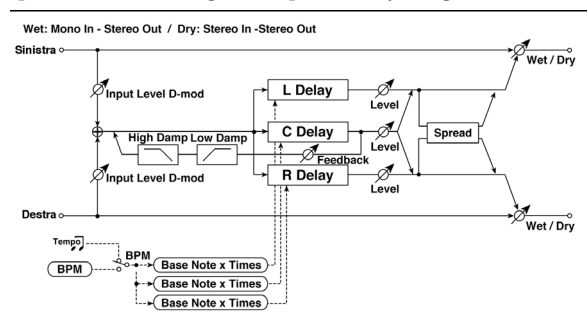 Wet: Mono In - Stereo Out / Dry: Stereo In -Stereo Out
Sinistra
Wet / Dry
Input Level D-mod
L Delay
Level
High Damp Low Damp
C Delay
Level
Spread
Feedback
Input Level D-mod
R Delay
Level
Destra
Wet / Dry
Tempo
BPM
BPM
Base Note x Times
Base Note x Times
Base Note x Times